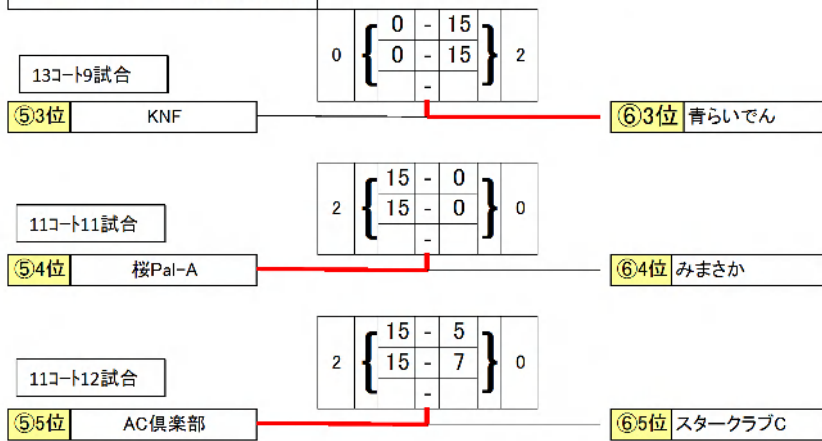 0 - 15
0 { 0 - 15 } 2
-
13コート9試合
⑤3位 KNF ⑥3位 青らいでん
15 - 0
2 { 15 - 0 } 0
-
11コート11試合
⑤4位 桜Pal-A ⑥4位 みまさか
15 - 5
2 { 15 - 7 } 0
-
11コート12試合
⑤5位 AC倶楽部 ⑥5位 スタークラブC